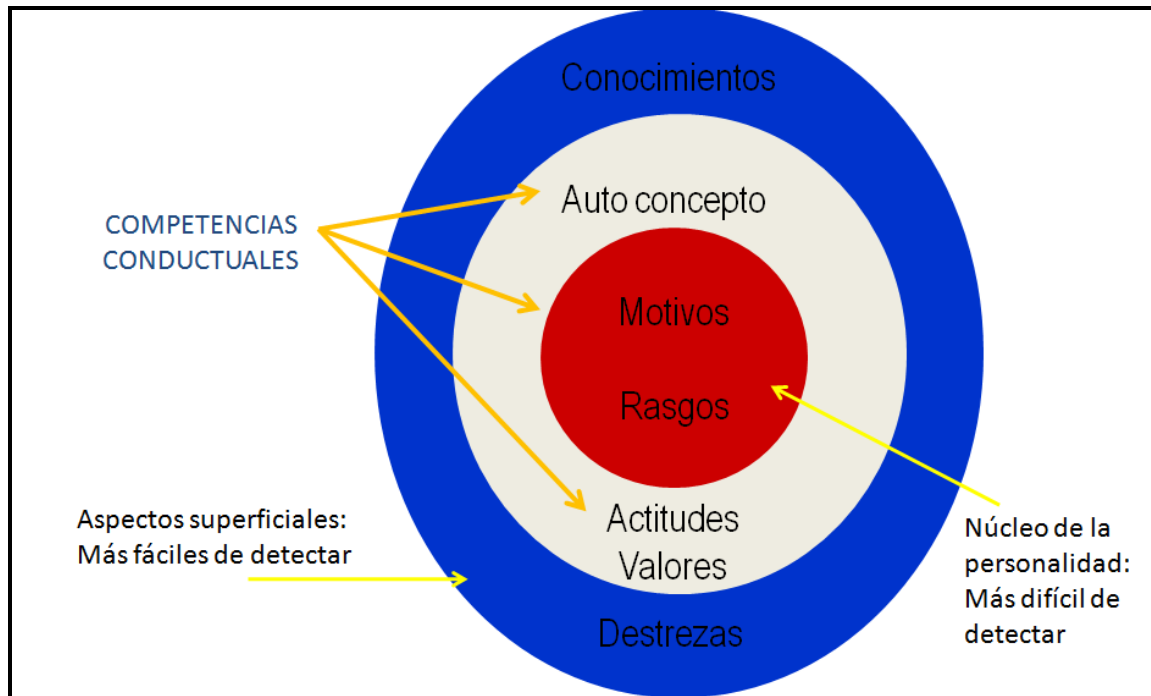 Conocimientos
Auto concepto
COMPETENCIAS
CONDUCTUALES
Motivos
Rasgos
Actitudes
Valores
Aspectos superficiales:
Más fáciles de detectar
Núcleo de la
personalidad:
Más difícil de
detectar
Destrezas